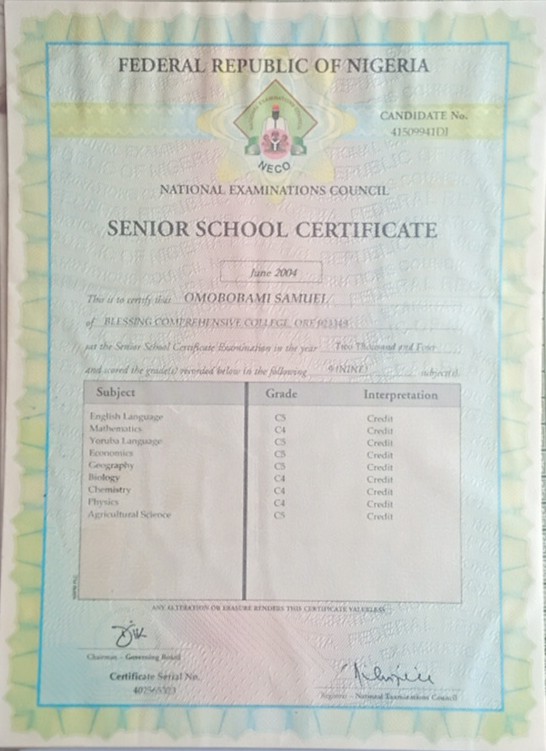 FEDERAL REPUBLIC OF NIGERIA
CANDIDATE No.
41509941DJ
NECO
NATIONAL EXAMINATIONS COUNCIL
SENIOR SCHOOL CERTIFICATE
June 2004
This is to certify that OMOBOBAMI SAMUEL
of BLESSING COMPREHENSIVE COLLEGE, ORE
at the Senior School Certificate Examination in the year Two Thousand and Four
and scored the grade(s) recorded below in the following 9(NINE) subject(s).
Subject Grade Interpretation
English Language C5 Credit
Mathematics C4 Credit
Yoruba Language C5 Credit
Economics C5 Credit
Geography C5 Credit
Biology C4 Credit
Chemistry C4 Credit
Physics C4 Credit
Agricultural Science C5 Credit
ANY ALTERATION OR ERASURE RENDERS THIS CERTIFICATE VALUELESS
Chairman – Governing Board
Certificate Serial No.
Registrar – National Examinations Council